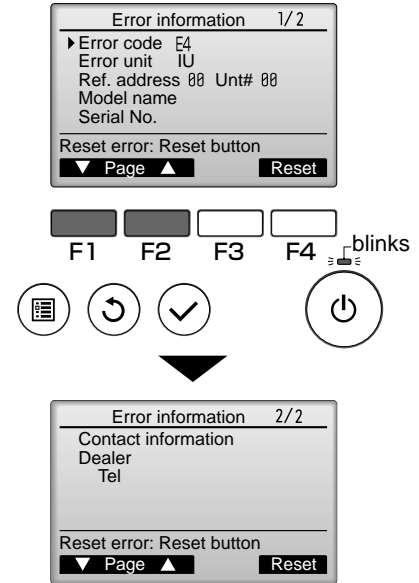 Error information 1/2
Error code E4
Error unit IU
Ref. address 00 Unt# 00
Model name
Serial No.
Reset error: Reset button
▼ Page ▲ Reset
F1 F2 F3 F4
blinks
Error information 2/2
Contact information
Dealer
Tel
Reset error: Reset button
▼ Page ▲ Reset